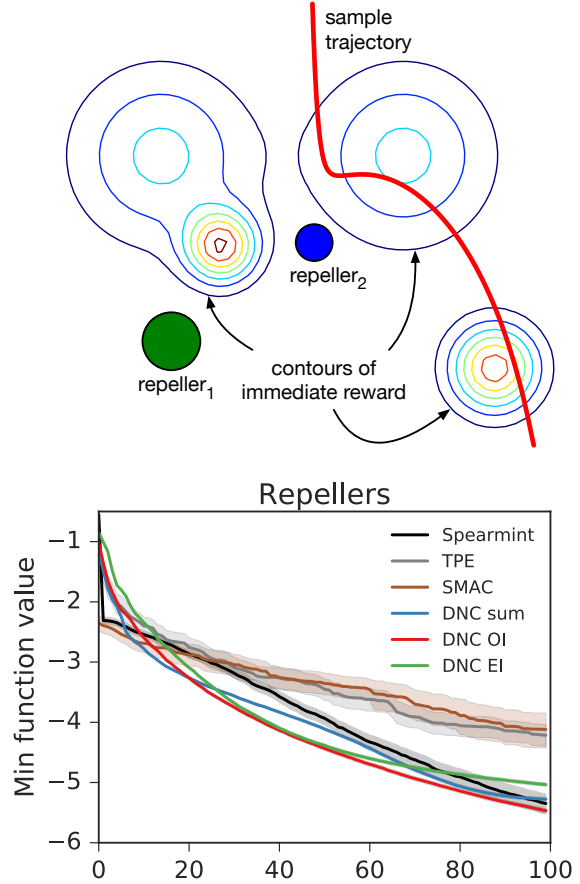 sample
trajectory
repeller₂
repeller₁
contours of
immediate reward
Repellers
Min function value
−1
−2
−3
−4
−5
−6
0
20
40
60
80
100
Spearmint
TPE
SMAC
DNC sum
DNC OI
DNC EI